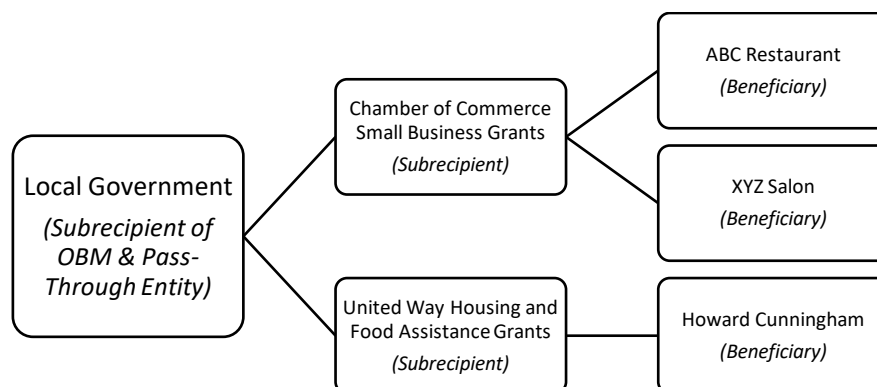 Local Government
(Subrecipient of
OBM & Pass-
Through Entity)
Chamber of Commerce
Small Business Grants
(Subrecipient)
ABC Restaurant
(Beneficiary)
XYZ Salon
(Beneficiary)
United Way Housing and
Food Assistance Grants
(Subrecipient)
Howard Cunningham
(Beneficiary)